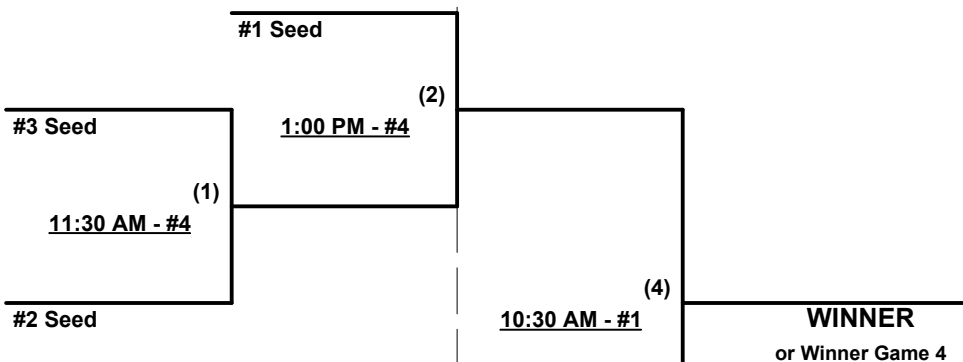 #1 Seed
(2)
#3 Seed
1:00 PM - #4
(1)
11:30 AM - #4
(4)
#2 Seed
10:30 AM - #1
WINNER
or Winner Game 4